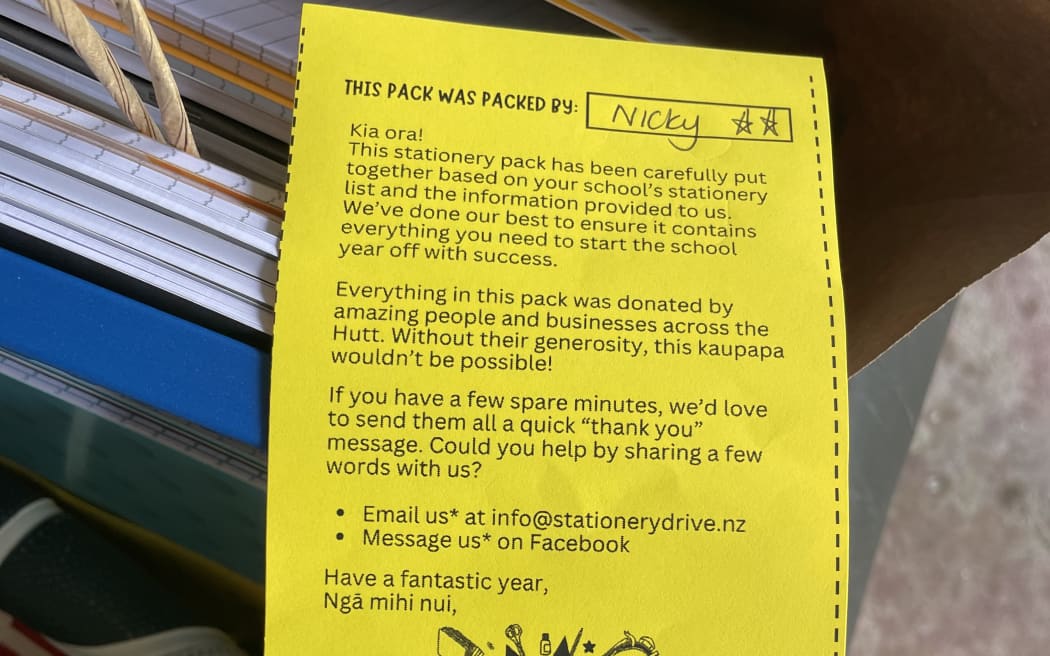 THIS PACK WAS PACKED BY: Nicky
Kia ora!
This stationery pack has been carefully put
together based on your school's stationery
list and the information provided to us.
We've done our best to ensure it contains
everything you need to start the school
year off with success.
Everything in this pack was donated by
amazing people and businesses across the
Hutt. Without their generosity, this kaupapa
wouldn't be possible!
If you have a few spare minutes, we'd love
to send them all a quick “thank you”
message. Could you help by sharing a few
words with us?
• Email us* at info@stationerydrive.nz
• Message us* on Facebook
Have a fantastic year,
Ngā mihi nui,